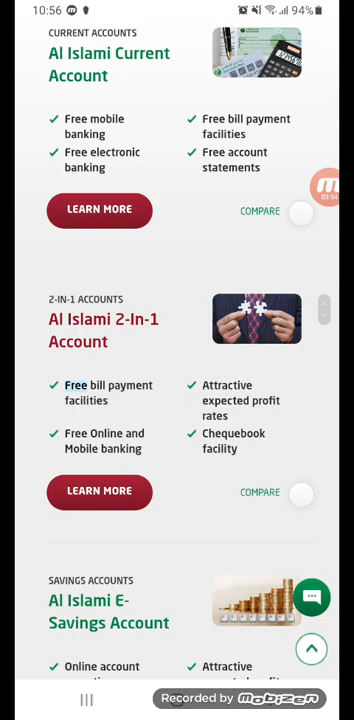 10:56
94%
CURRENT ACCOUNTS
Al Islami Current
Account
Free mobile
banking
Free bill payment
facilities
Free electronic
banking
Free account
statements
03:54
LEARN MORE
COMPARE
2-IN-1 ACCOUNTS
Al Islami 2-In-1
Account
Free bill payment
facilities
Attractive
expected profit
rates
Free Online and
Mobile banking
Chequebook
facility
LEARN MORE
COMPARE
SAVINGS ACCOUNTS
Al Islami E-
Savings Account
Online account
Attractive
Recorded by mobizen